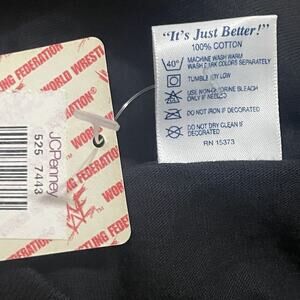 WORLD WRESTLING FEDERATION
WORLD WRESTLING FEDERATION®
JCPenney
525 7443
"It's Just Better!"
100% COTTON
40° MACHINE WASH WARM
WASH DARK COLORS SEPARATELY
TUMBLE DRY LOW
USE NON-CHLORINE BLEACH
ONLY IF NEEDED
DO NOT IRON IF DECORATED
DO NOT DRY CLEAN IF
DECORATED
RN 15373